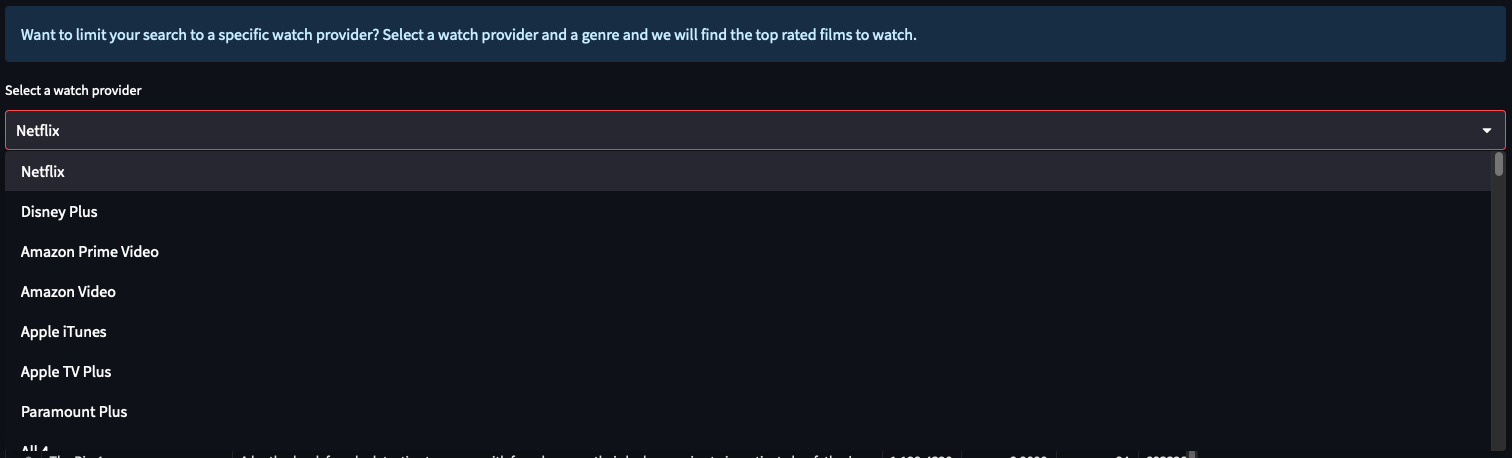 Want to limit your search to a specific watch provider? Select a watch provider and a genre and we will find the top rated films to watch.
Select a watch provider
Netflix
Netflix
Disney Plus
Amazon Prime Video
Amazon Video
Apple iTunes
Apple TV Plus
Paramount Plus
All 4